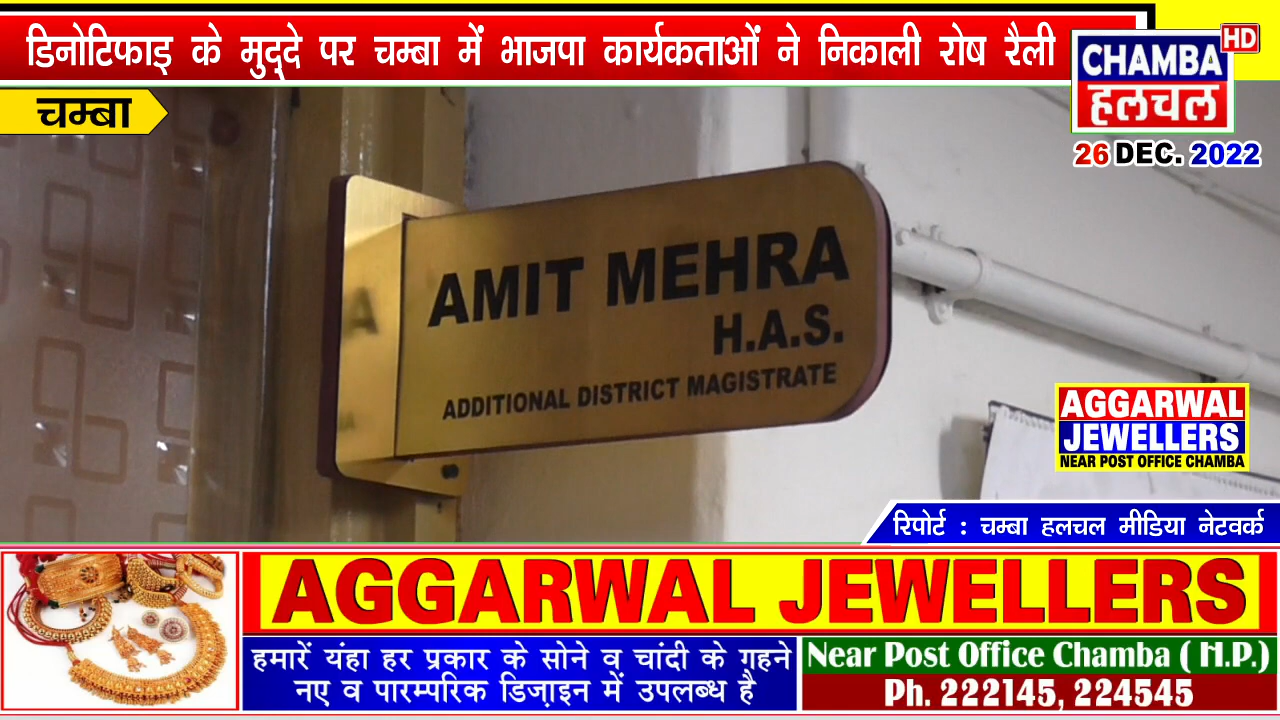 डिनोटिफाइ के मुद्दे पर चम्बा में भाजपा कार्यकताओं ने निकाली रोष रैली
HD
CHAMBA
हलचल
चम्बा
26 DEC. 2022
AMIT MEHRA
H.A.S.
ADDITIONAL DISTRICT MAGISTRATE
AGGARWAL
JEWELLERS
NEAR POST OFFICE CHAMBA
रिपोर्ट : चम्बा हलचल मीडिया नेटवर्क
AGGARWAL JEWELLERS
हमारें यंहा हर प्रकार के सोने व चांदी के गहने
नए व पारम्परिक डिज़ाइन में उपलब्ध है
Near Post Office Chamba ( H.P.)
Ph. 222145, 224545